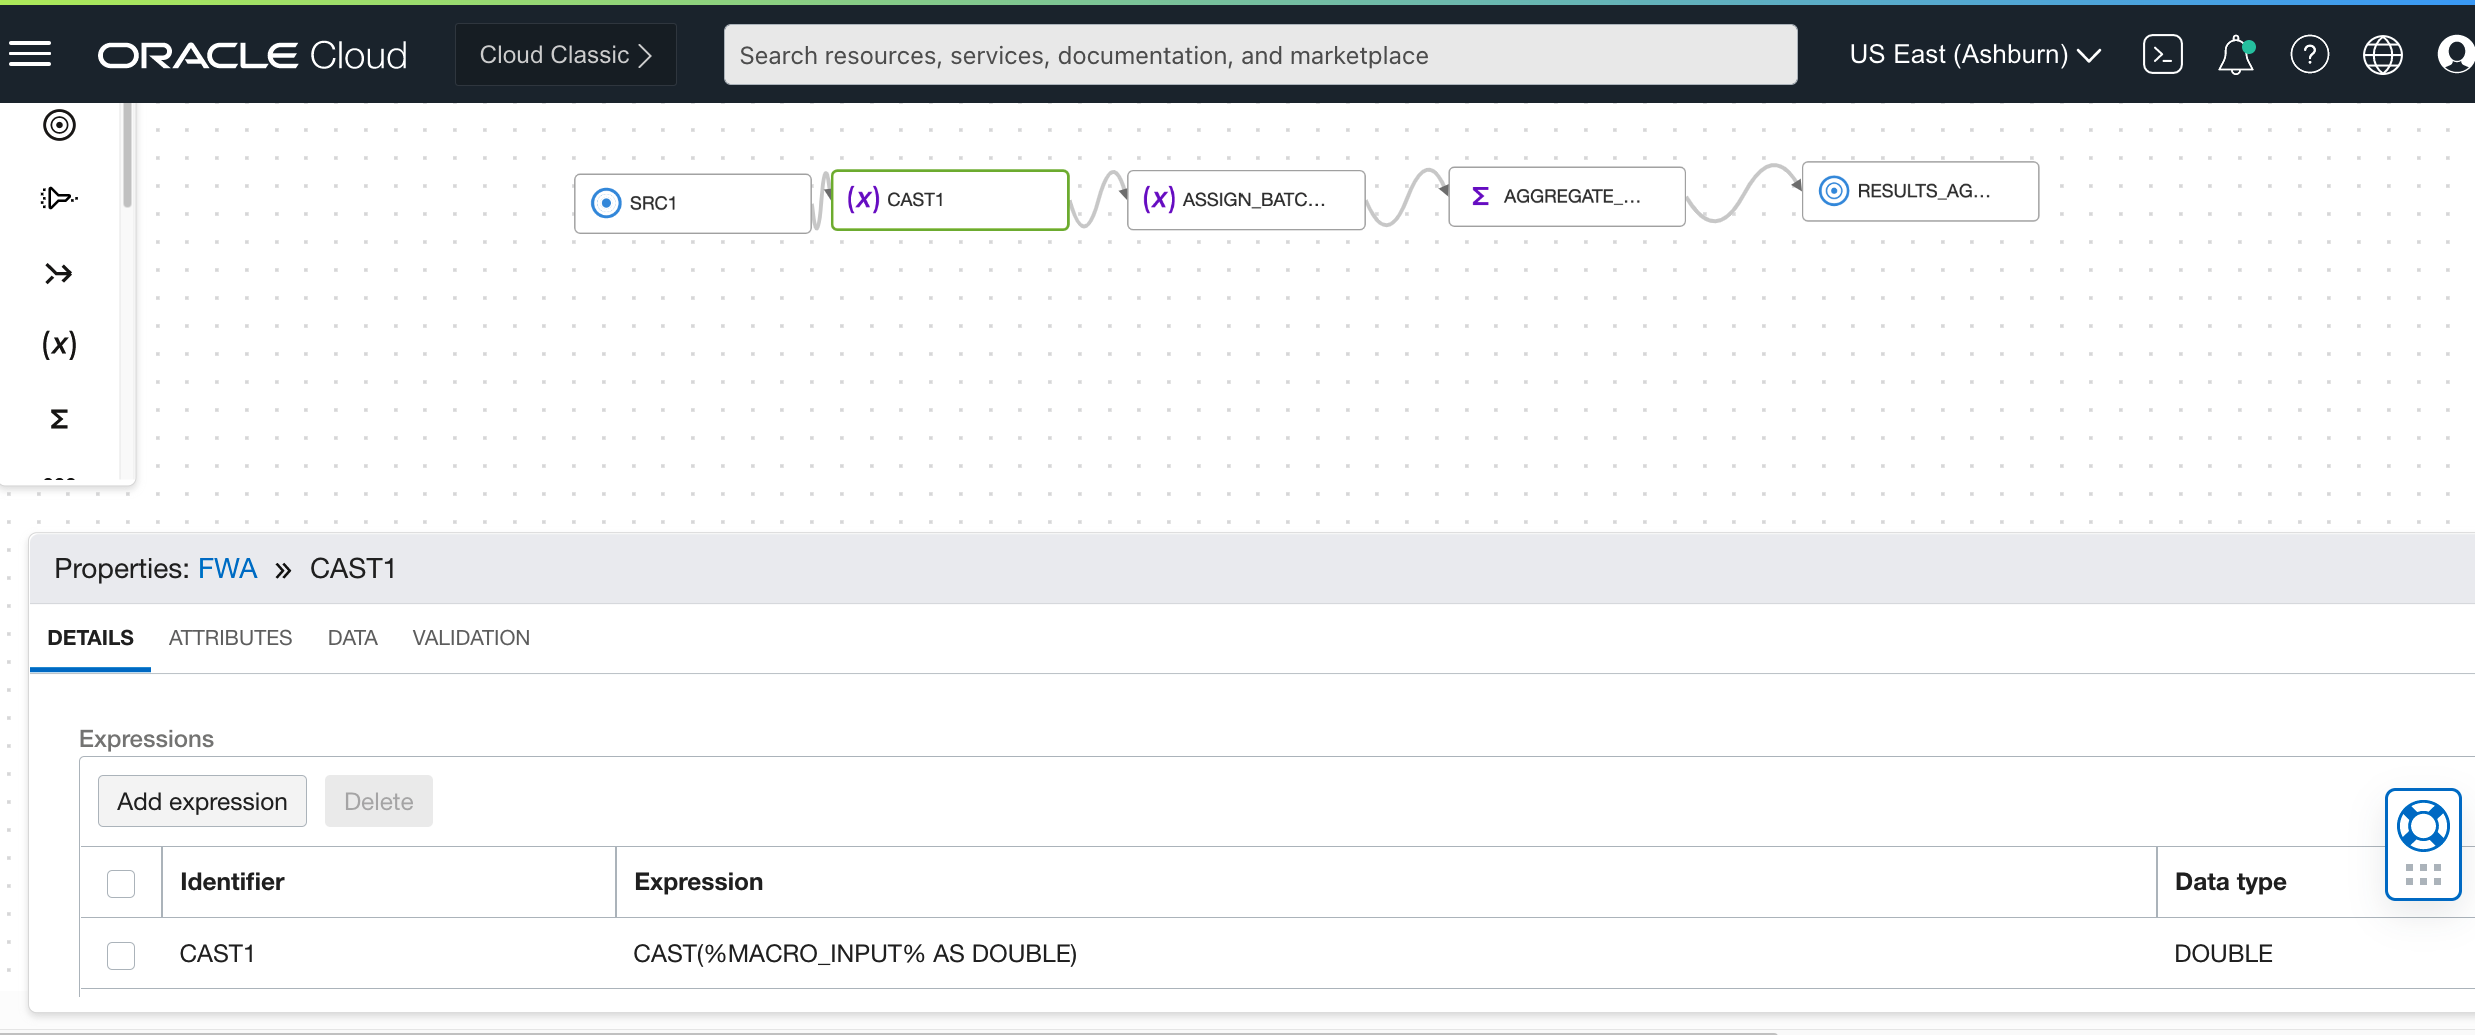 ORACLE Cloud
Cloud Classic
Search resources, services, documentation, and marketplace
US East (Ashburn)
SRC1
(x) CAST1
(x) ASSIGN_BATC...
Σ AGGREGATE_...
RESULTS_AG...
(x)
Σ
Properties: FWA » CAST1
DETAILS ATTRIBUTES DATA VALIDATION
Expressions
Add expression Delete
Identifier Expression Data type
CAST1 CAST(%MACRO_INPUT% AS DOUBLE) DOUBLE